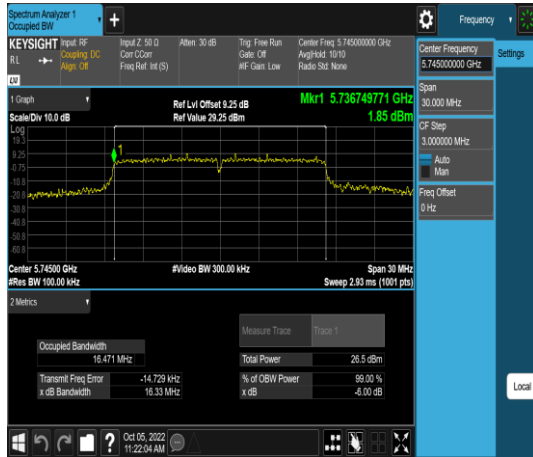 Spectrum Analyzer 1
Occupied BW
+
Frequency
KEYSIGHT Input: RF Input Z: 50 Ω Atten: 30 dB Trig: Free Run Center Freq: 5.745000000 GHz
RL Coupling: DC Corr CCorr Gate: Off Avg|Hold: 10/10
Align: Off Freq Ref: Int (S) #IF Gain: Low Radio Std: None
LXI
Center Frequency
5.745000000 GHz
Settings
Span
30.000 MHz
CF Step
3.000000 MHz
Auto
Man
Freq Offset
0 Hz
Local
1 Graph
Ref Lvl Offset 9.25 dB Mkr1 5.736749771 GHz
Scale/Div 10.0 dB Ref Value 29.25 dBm 1.85 dBm
Log
19.3
9.25
-0.75
-10.8
-20.8
-30.8
-40.8
-50.8
-60.8
1
Center 5.74500 GHz #Video BW 300.00 kHz Span 30 MHz
#Res BW 100.00 kHz Sweep 2.93 ms (1001 pts)
2 Metrics
Measure Trace Trace 1
Occupied Bandwidth
16.471 MHz
Total Power 26.5 dBm
Transmit Freq Error -14.729 kHz % of OBW Power 99.00 %
x dB Bandwidth 16.33 MHz x dB -6.00 dB
? Oct 05, 2022
11:22:04 AM